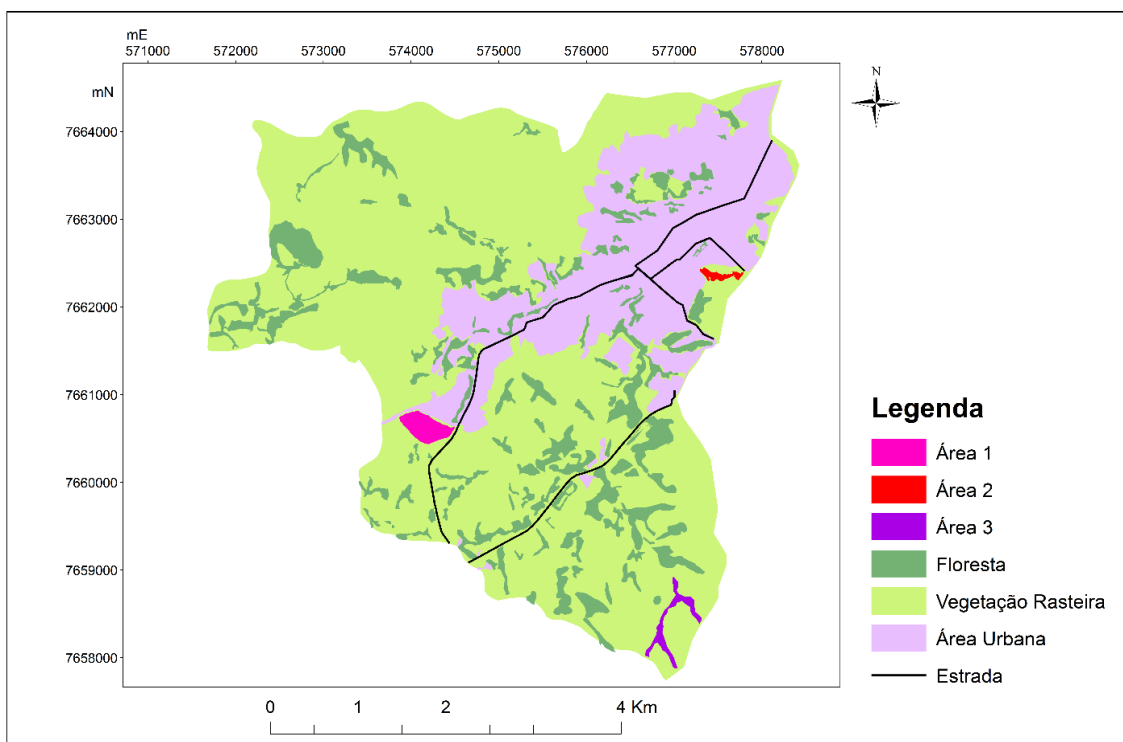 mE
571000 572000 573000 574000 575000 576000 577000 578000
N
mN
7664000
7663000
7662000
7661000
7660000
7659000
7658000
Legenda
Área 1
Área 2
Área 3
Floresta
Vegetação Rasteira
Área Urbana
Estrada
0 1 2 4 Km